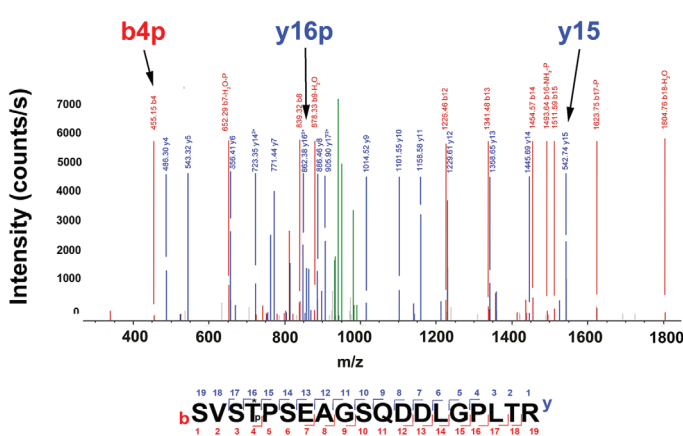 b4p y16p y15
Intensity (counts/s)
7000
6000
5000
4000
3000
2000
1000
0
455.15 b4
486.30 y5
543.32 y5
652.29 b7-H₂O-P
556.41 y6
723.35 y14²⁺
771.44 y7
839.32 b8
862.38 y16²⁺
878.33 b9-H₂O
886.46 y8
905.90 y17²⁺
1014.52 y9
1101.55 y10
1158.58 y11
1226.46 b12
1229.61 y12
1341.48 b13
1358.65 y13
1445.69 y14
1454.57 b14
1493.64 b16-NH₃-P
1511.59 b15
542.74 y15
1623.75 b17-P
1804.76 b18-H₂O
400 600 800 1000 1200 1400 1600 1800
m/z
19 18 17 16 15 14 13 12 11 10 9 8 7 6 5 4 3 2 1
b SVSTPSEAGSQDDLGPLTR y
*
p
1 2 3 4 5 6 7 8 9 10 11 12 13 14 15 16 17 18 19